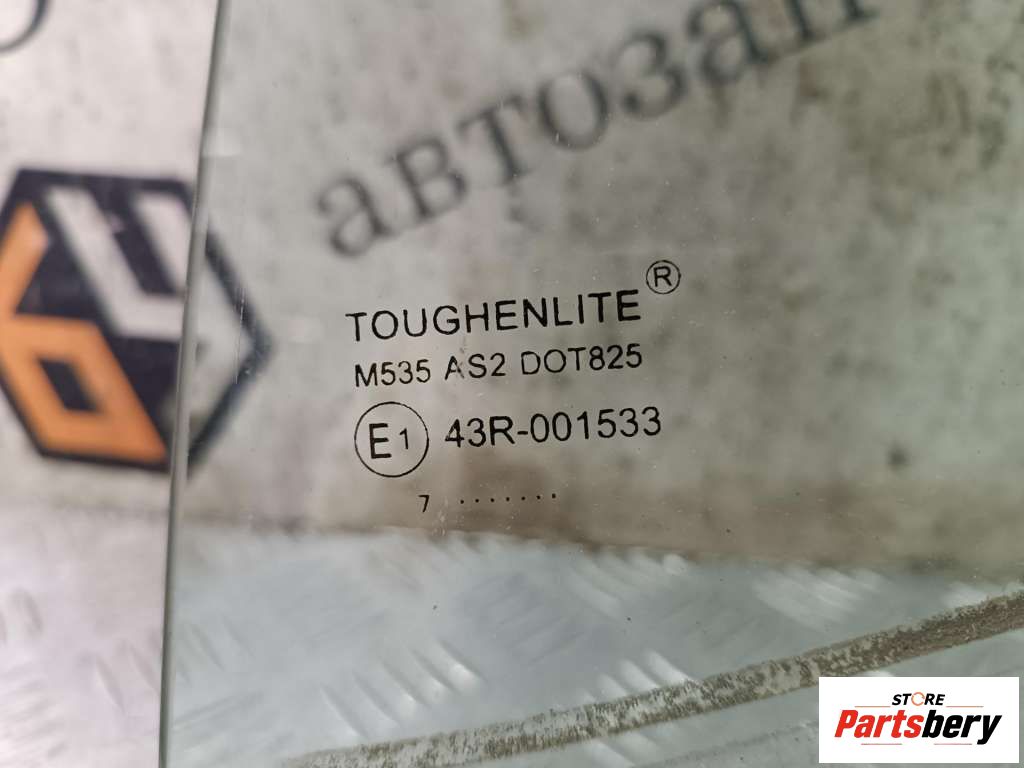 автозап
TOUGHENLITE®
M535 AS2 DOT825
E1 43R-001533
7 .......
STORE
Partsbery